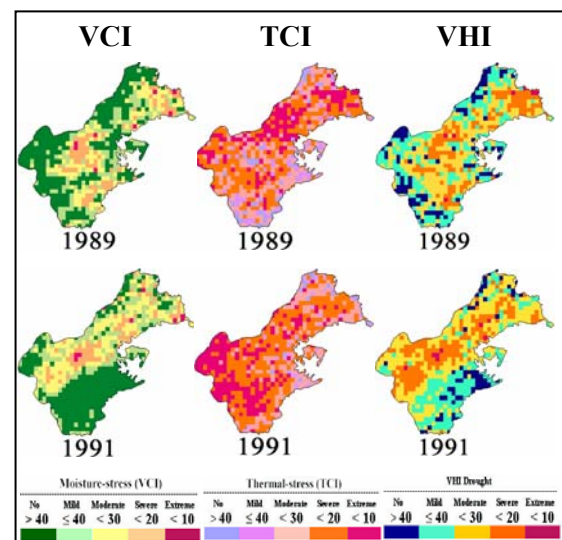 VCI TCI VHI
1989 1989 1989
1991 1991 1991
Moisture-stress (VCI) Thermal-stress (TCI) VHI Drought
No Mild Moderate Severe Extreme No Mild Moderate Severe Extreme No Mild Moderate Severe Extreme
> 40 ≤ 40 < 30 < 20 < 10 > 40 ≤ 40 < 30 < 20 < 10 > 40 ≤ 40 < 30 < 20 < 10